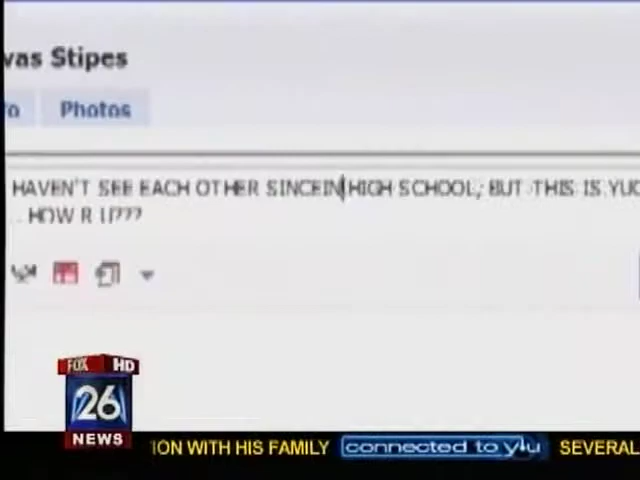 vas Stipes
fo Photos
HAVEN'T SEE EACH OTHER SINCEIN HIGH SCHOOL, BUT THIS IS
HOW R U???
FOX HD
26
NEWS
ION WITH HIS FAMILY connected to you SEVERAL